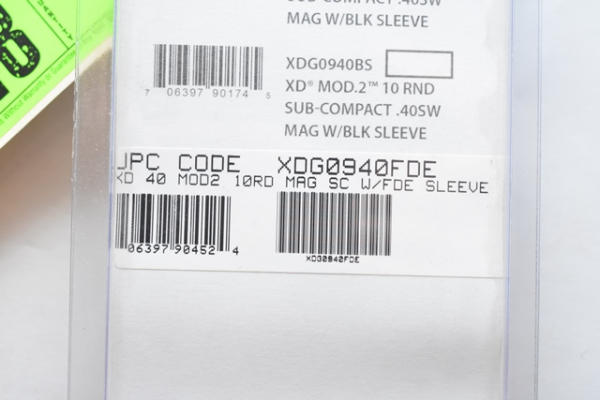 SUB-COMPACT .40SW
MAG W/BLK SLEEVE
XDG0940BS
XD® MOD.2™ 10 RND
SUB-COMPACT .40SW
MAG W/BLK SLEEVE
7 06397 90174 5
UPC CODE XDG0940FDE
XD 40 MOD2 10RD MAG SC W/FDE SLEEVE
06397 90452 4
XDG0940FDE